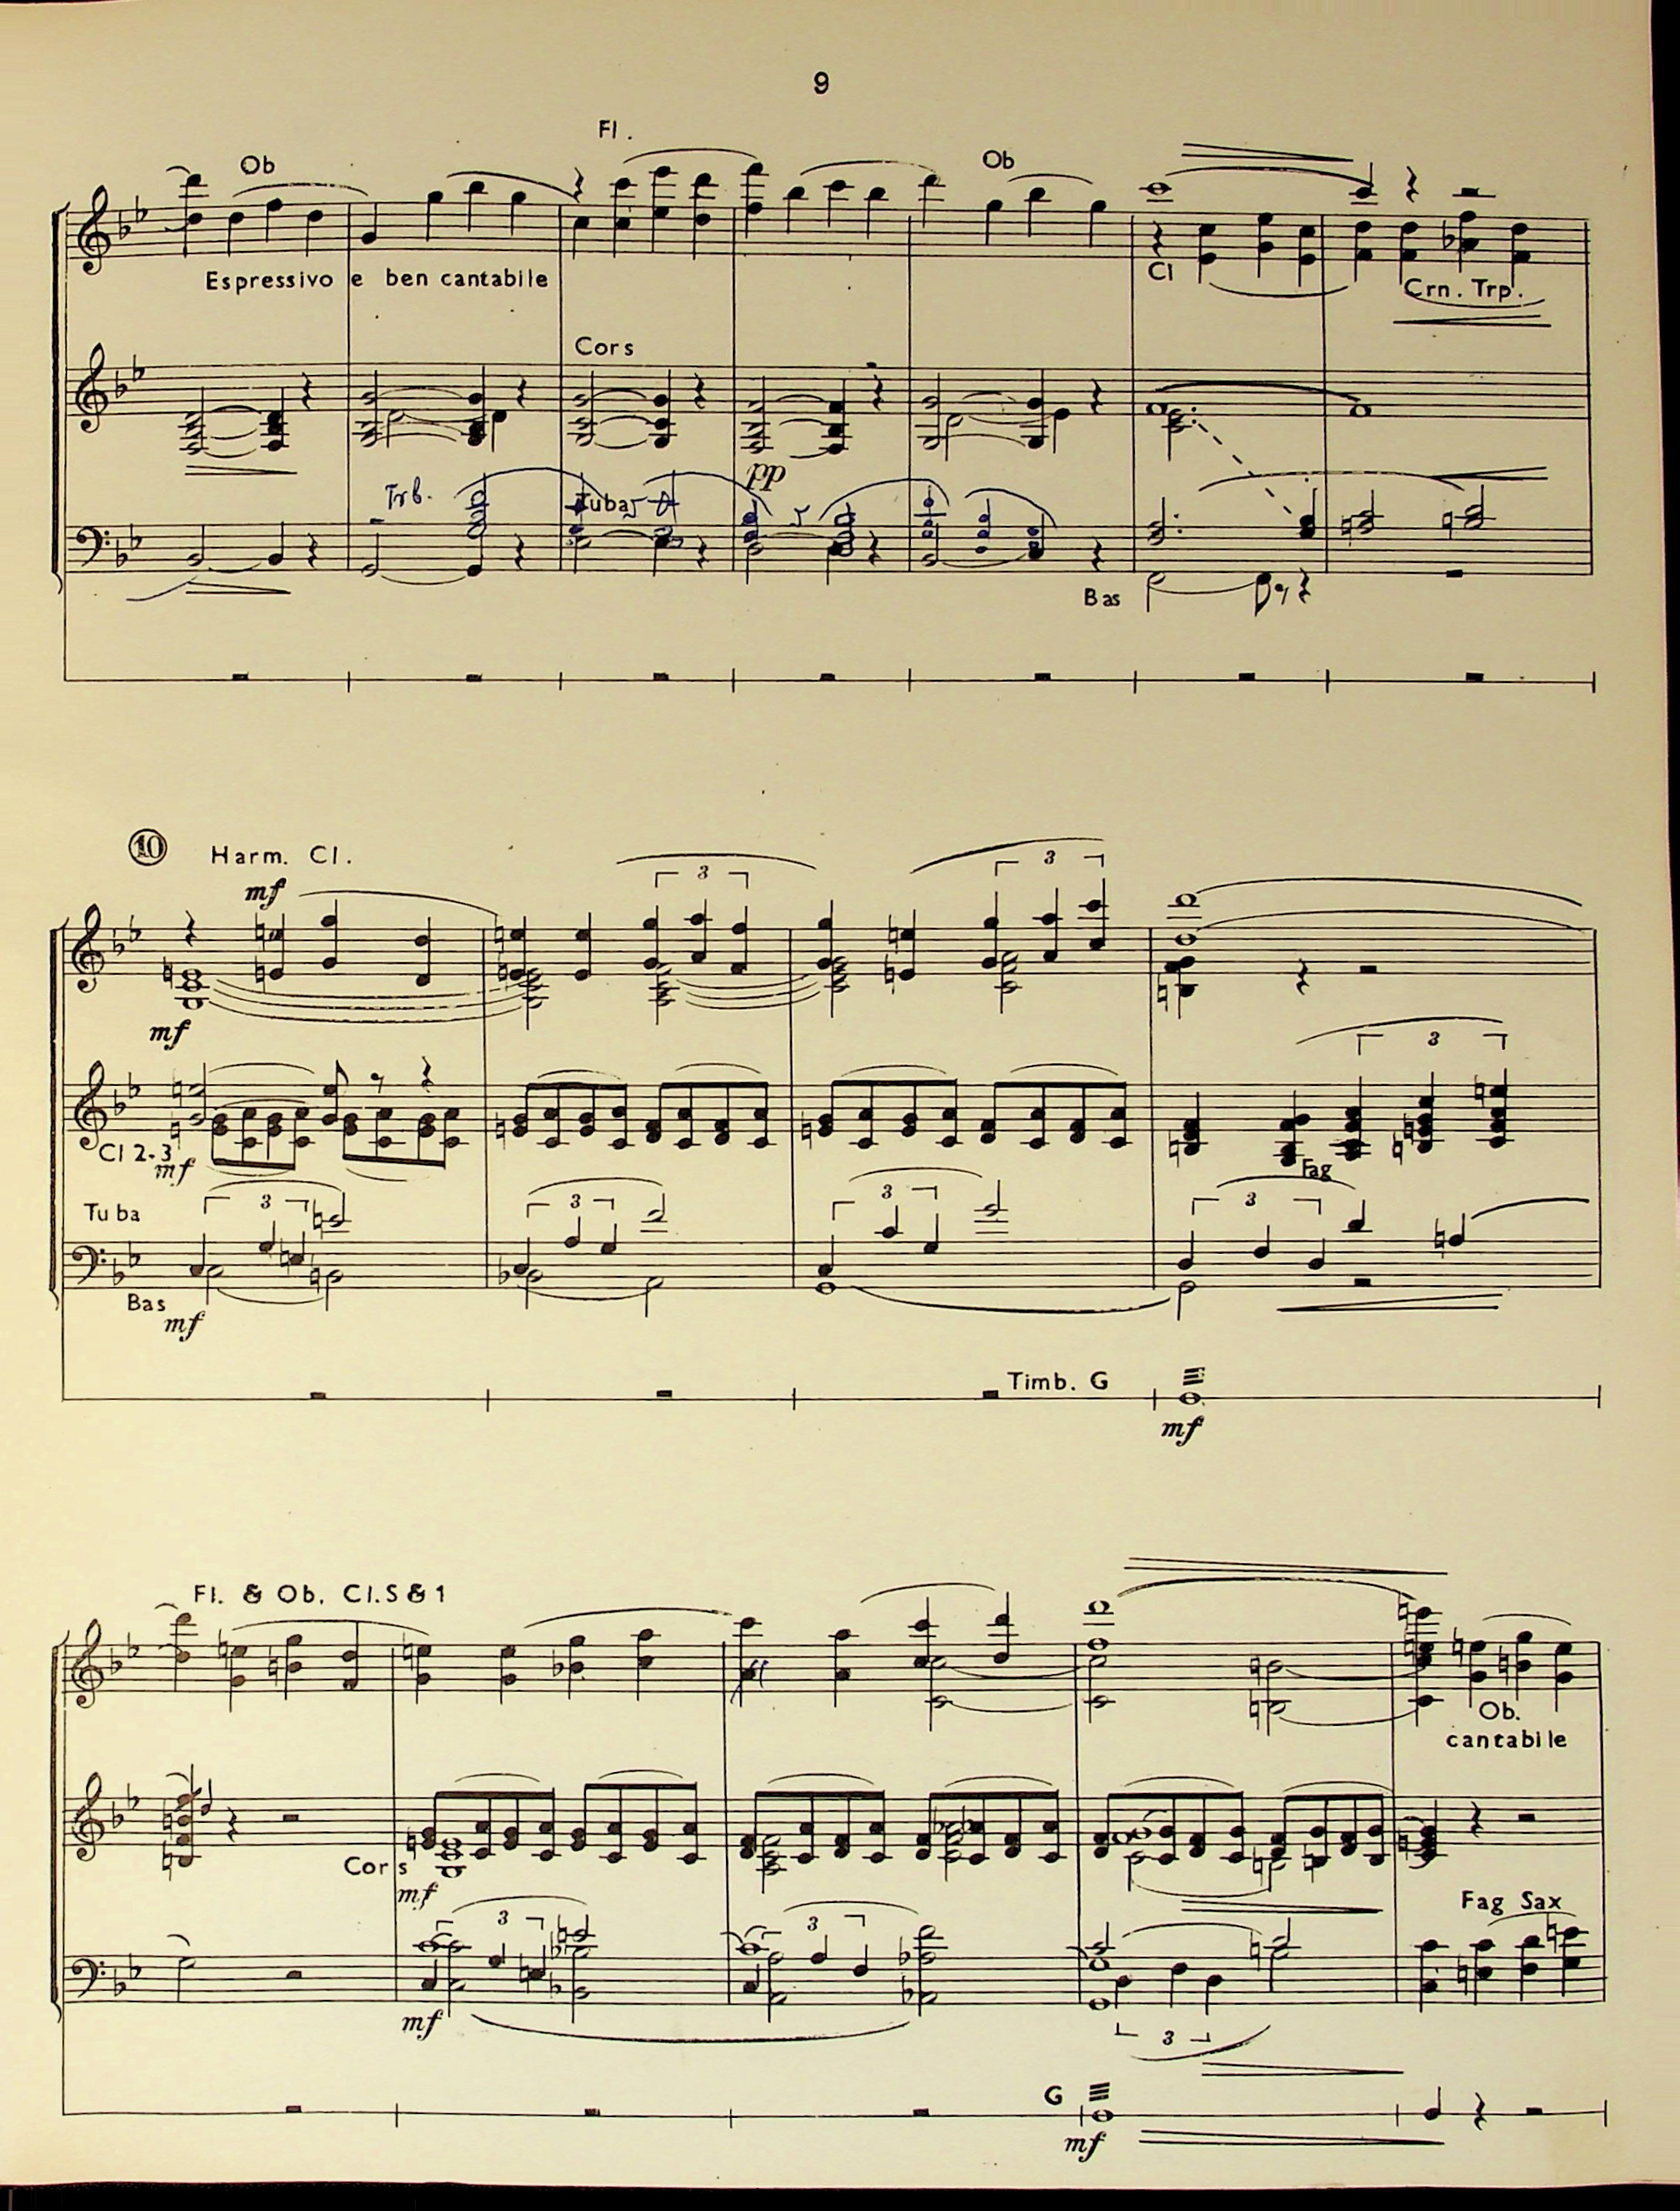 9
Fl.
Ob
Ob
Espressivo e ben cantabile
Cl
Crn. Trp.
Cors
pp
Trb.
Tuba
Bas
10 Harm. Cl.
mf
3
3
mf
3
Cl 2-3
mf
Fag
Tuba
3
3
3
3
Bas
mf
Timb. G
mf
Fl. & Ob. Cl.S & 1
Ob.
cantabile
Cors
mf
Fag Sax
3
3
mf
3
G
mf